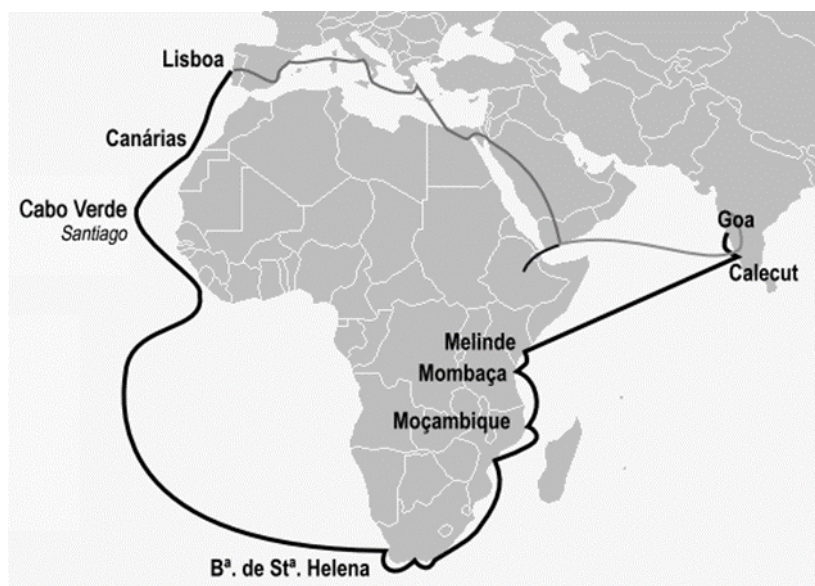 Lisboa
Canárias
Cabo Verde
Santiago
Goa
Calecut
Melinde
Mombaça
Moçambique
Bª. de Stª. Helena